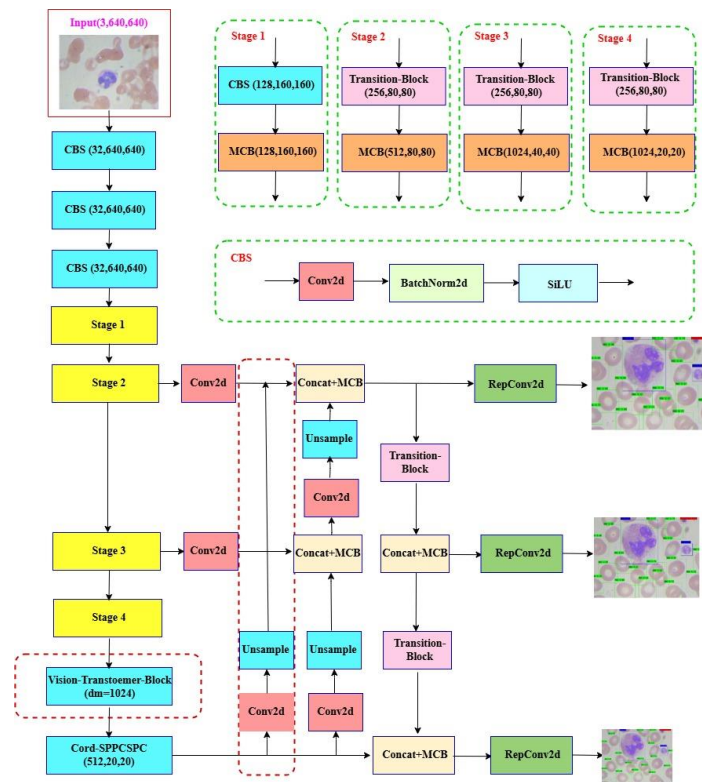 Input(3,640,640)
CBS (32,640,640)
CBS (32,640,640)
CBS (32,640,640)
Stage 1
Stage 2
Stage 3
Stage 4
Vision-Transtoemer-Block
(dm=1024)
Cord-SPPCSPC
(512,20,20)
Stage 1
CBS (128,160,160)
MCB(128,160,160)
Stage 2
Transition-Block
(256,80,80)
MCB(512,80,80)
Stage 3
Transition-Block
(256,80,80)
MCB(1024,40,40)
Stage 4
Transition-Block
(256,80,80)
MCB(1024,20,20)
CBS
Conv2d
BatchNorm2d
SiLU
Conv2d
Concat+MCB
RepConv2d
Unsample
Transition-
Block
Conv2d
Conv2d
Concat+MCB
Concat+MCB
RepConv2d
Unsample
Unsample
Transition-
Block
Conv2d
Conv2d
Concat+MCB
RepConv2d